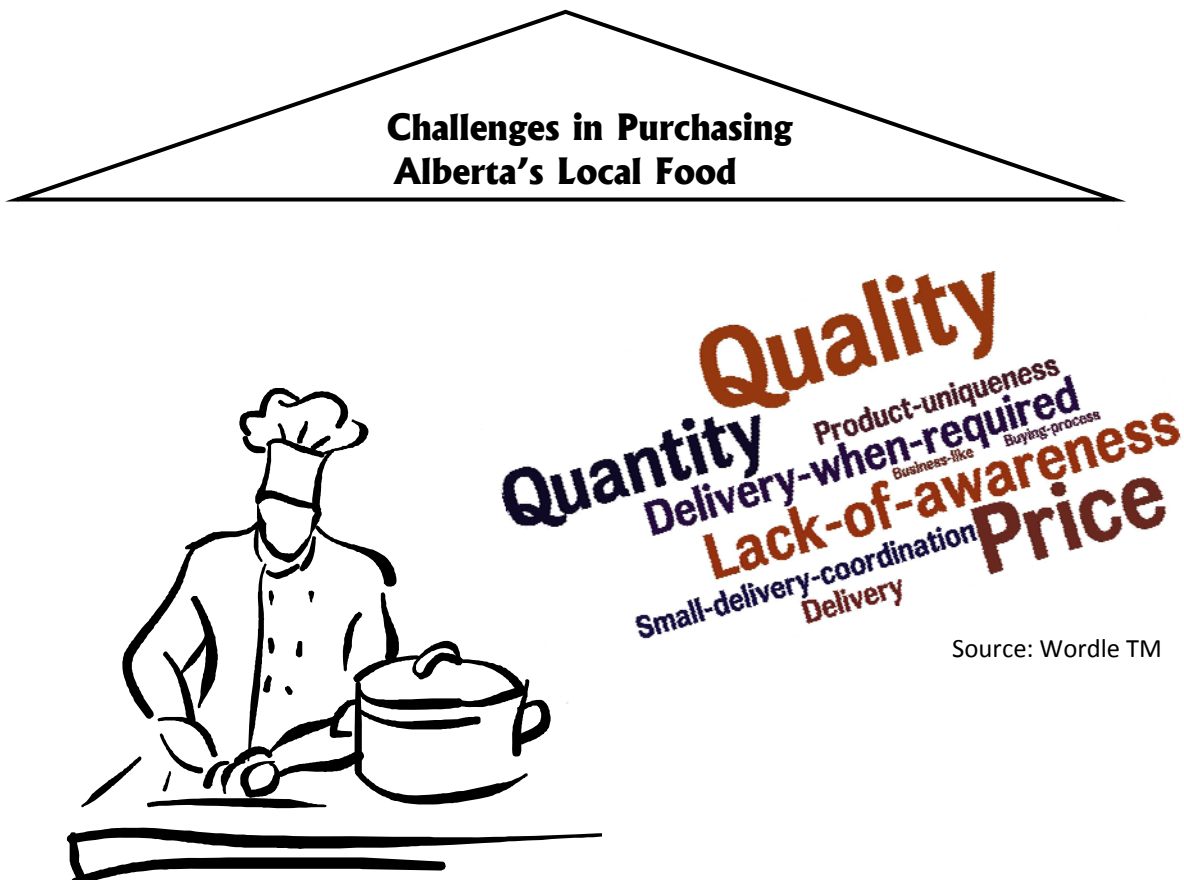 Challenges in Purchasing
Alberta's Local Food
Quality
Product-uniqueness
Quantity
Delivery-when-required
Buying-process
Business-like
Lack-of-awareness
Price
Small-delivery-coordination
Delivery
Source: Wordle TM